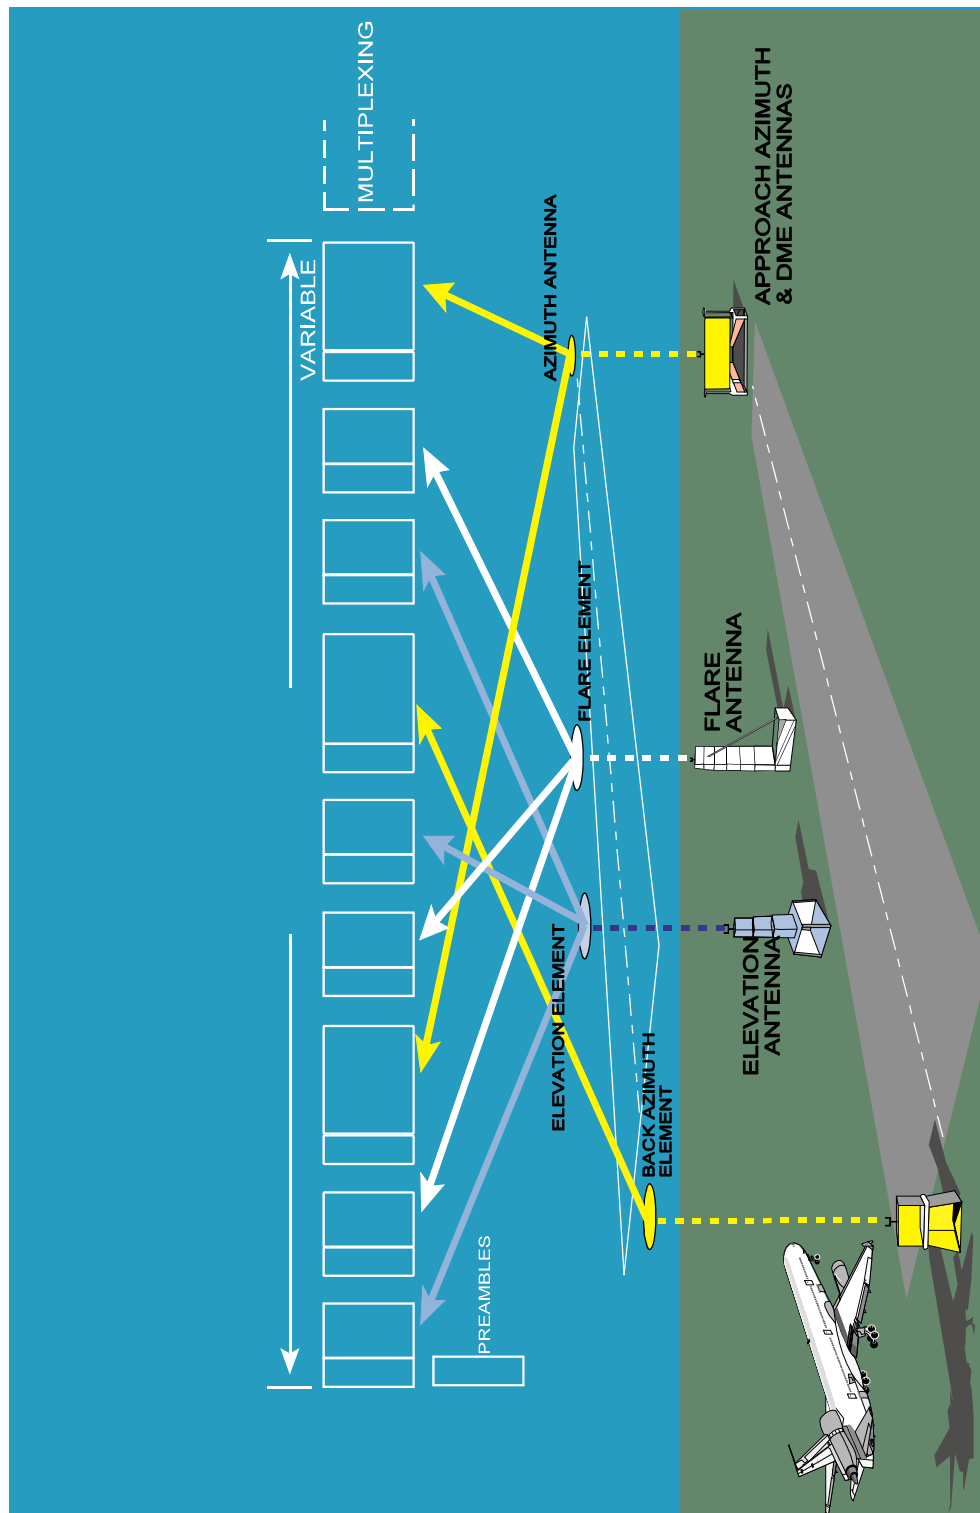 VARIABLE
MULTIPLEXING
PREAMBLES
AZIMUTH ANTENNA
FLARE ELEMENT
ELEVATION ELEMENT
BACK AZIMUTH
ELEMENT
APPROACH AZIMUTH
& DME ANTENNAS
FLARE
ANTENNA
ELEVATION
ANTENNA